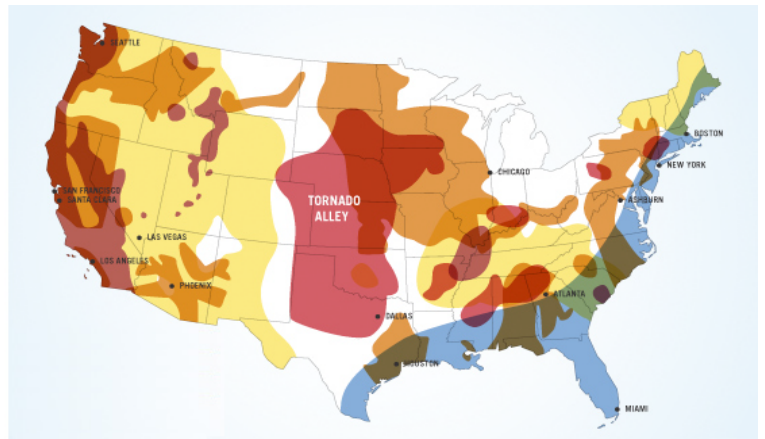 SEATTLE
BOSTON
CHICAGO
NEW YORK
SAN FRANCISCO
SANTA CLARA
TORNADO
ALLEY
ASHBURN
LAS VEGAS
LOS ANGELES
PHOENIX
ATLANTA
DALLAS
HOUSTON
MIAMI